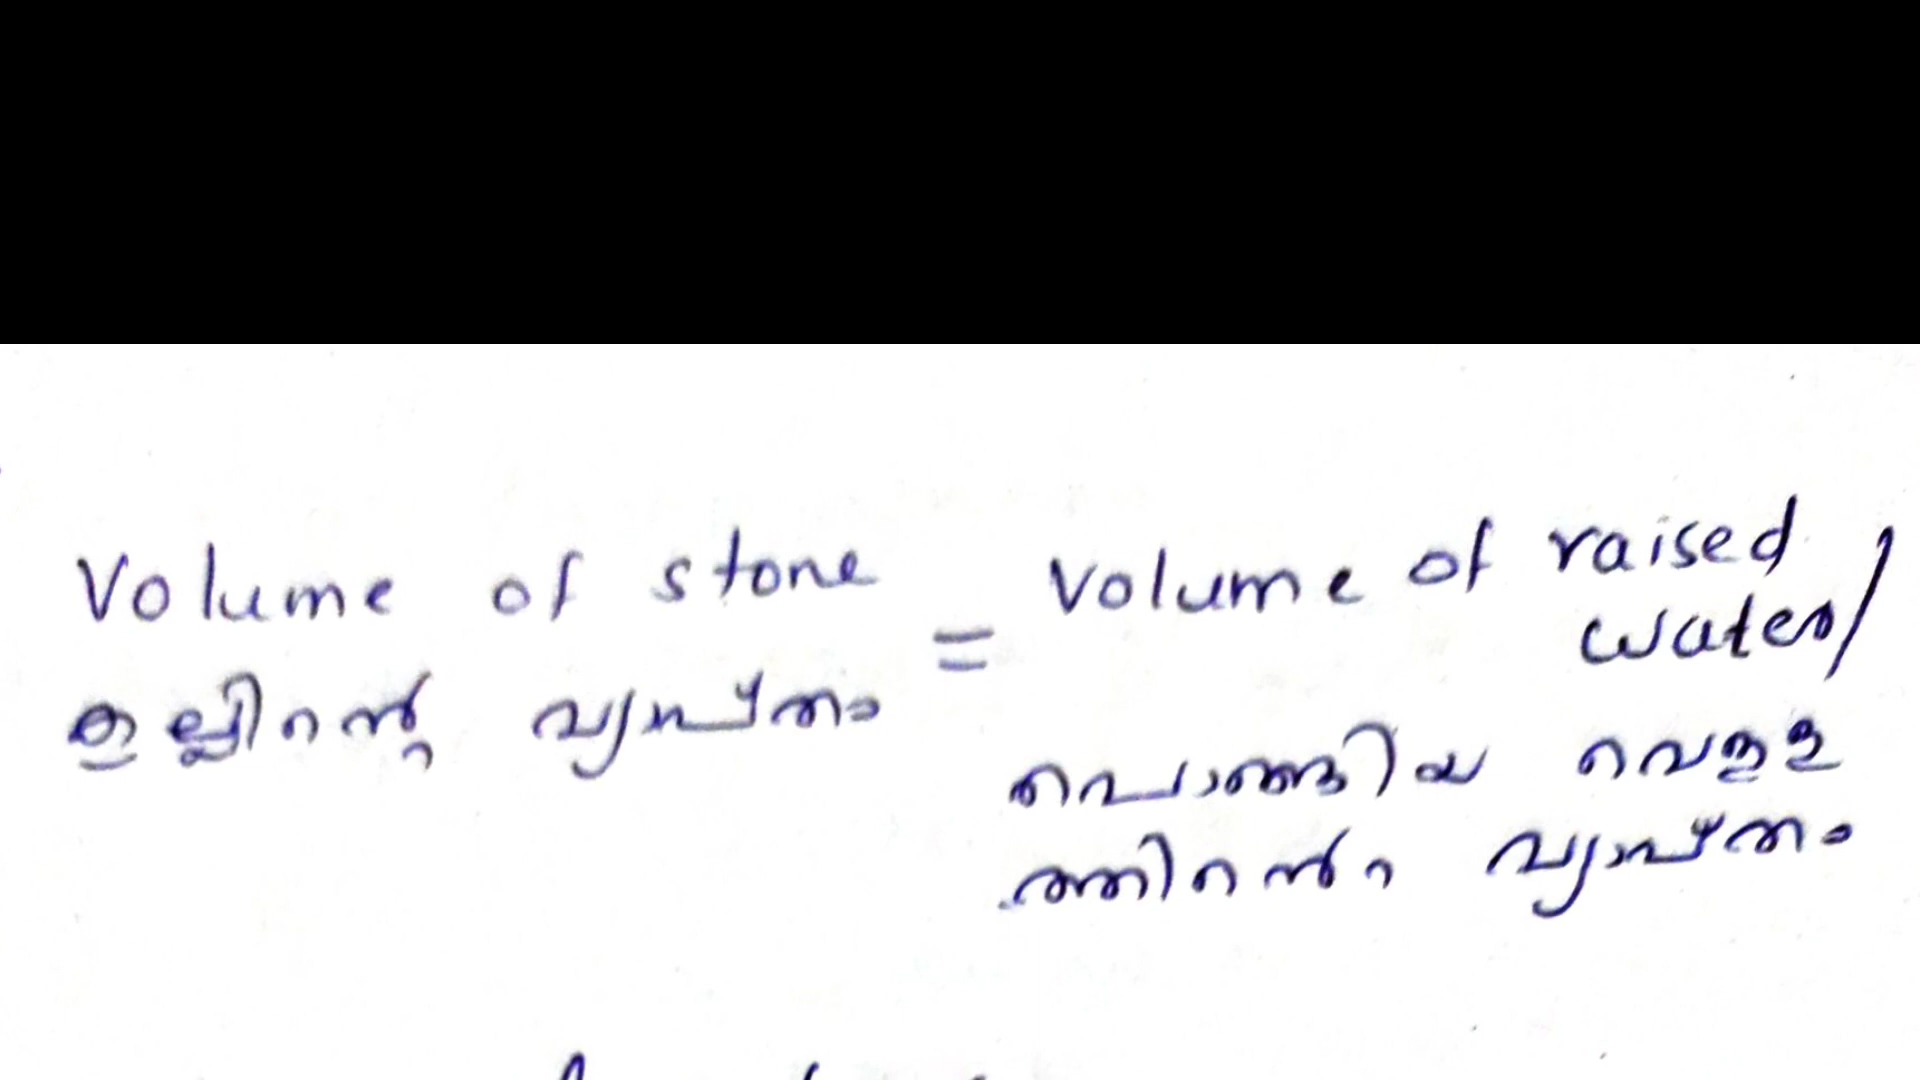 Volume of stone = Volume of raised
water/
കല്ലിന്റെ വ്യാപ്തം
പൊങ്ങിയ വെള്ള
ത്തിന്റെ വ്യാപ്തം